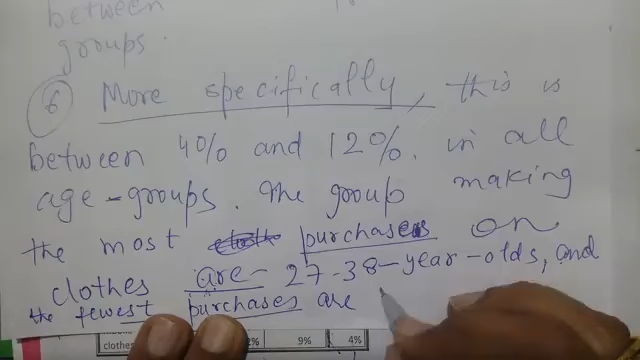 between
groups.
6 More specifically, this is
between 40% and 12% in all
age-groups. The group making
the most purchases on
clothes are 27-38-year-olds, and
the fewest purchases are
clothes 9% 4%